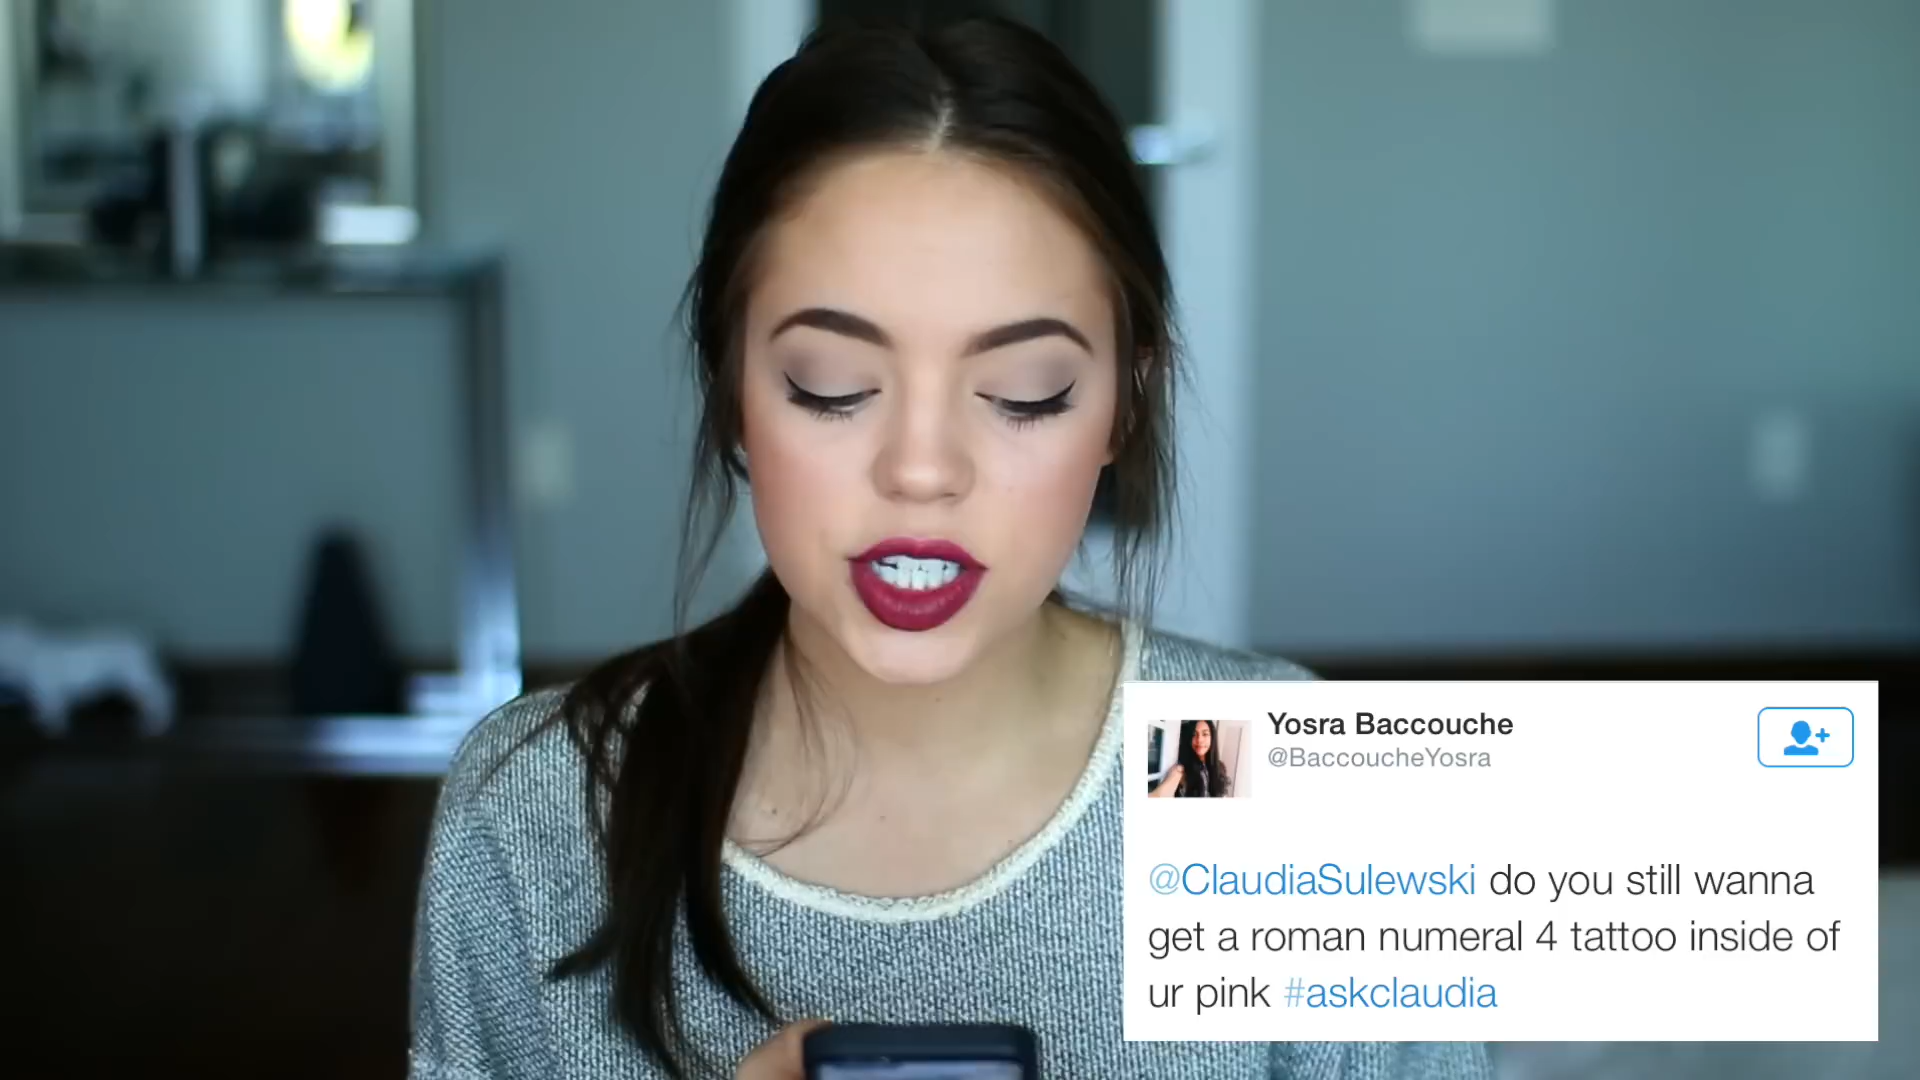 Yosra Baccouche
@BaccoucheYosra
@ClaudiaSulewski do you still wanna
get a roman numeral 4 tattoo inside of
ur pink #askclaudia